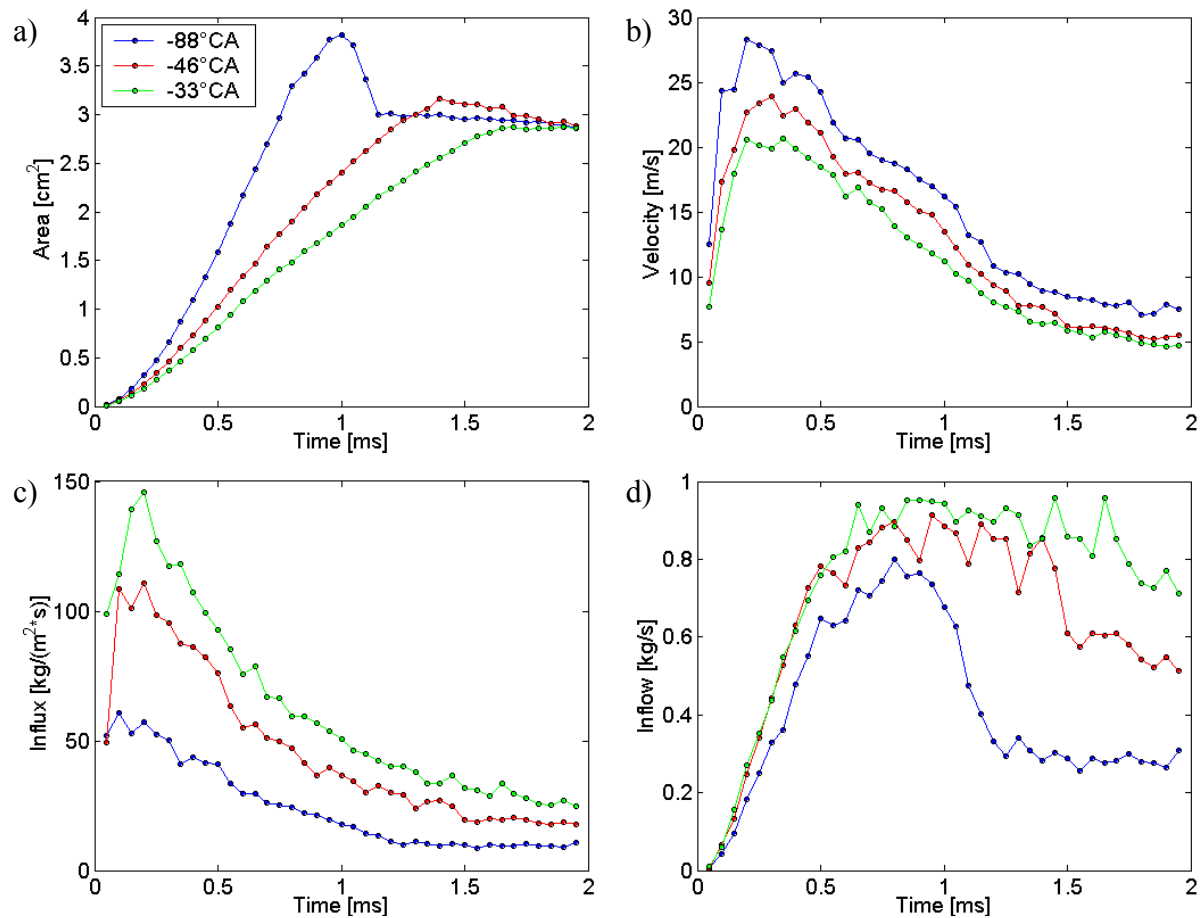 a)
4
3.5
3
2.5
2
1.5
1
0.5
0
Area [cm²]
-88°CA
-46°CA
-33°CA
0 0.5 1 1.5 2
Time [ms]
b)
30
25
20
15
10
5
0
Velocity [m/s]
0 0.5 1 1.5 2
Time [ms]
c)
150
100
50
0
Influx [kg/(m²*s)]
0 0.5 1 1.5 2
Time [ms]
d)
1
0.8
0.6
0.4
0.2
0
Inflow [kg/s]
0 0.5 1 1.5 2
Time [ms]